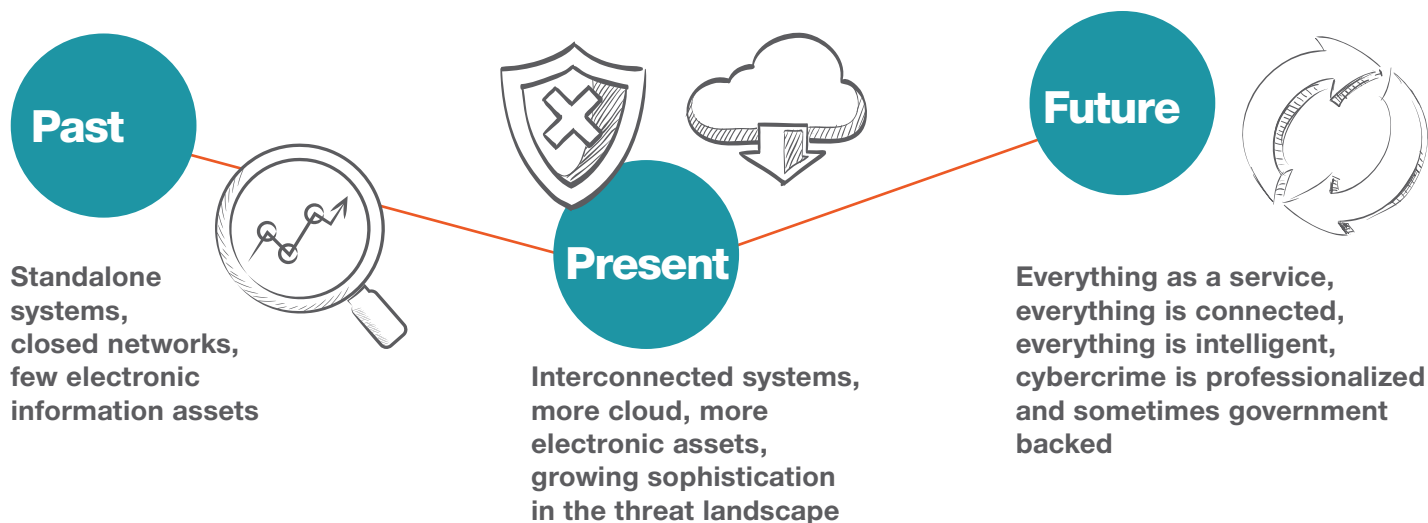 Past
Standalone
systems,
closed networks,
few electronic
information assets
Present
Interconnected systems,
more cloud, more
electronic assets,
growing sophistication
in the threat landscape
Future
Everything as a service,
everything is connected,
everything is intelligent,
cybercrime is professionalized
and sometimes government
backed